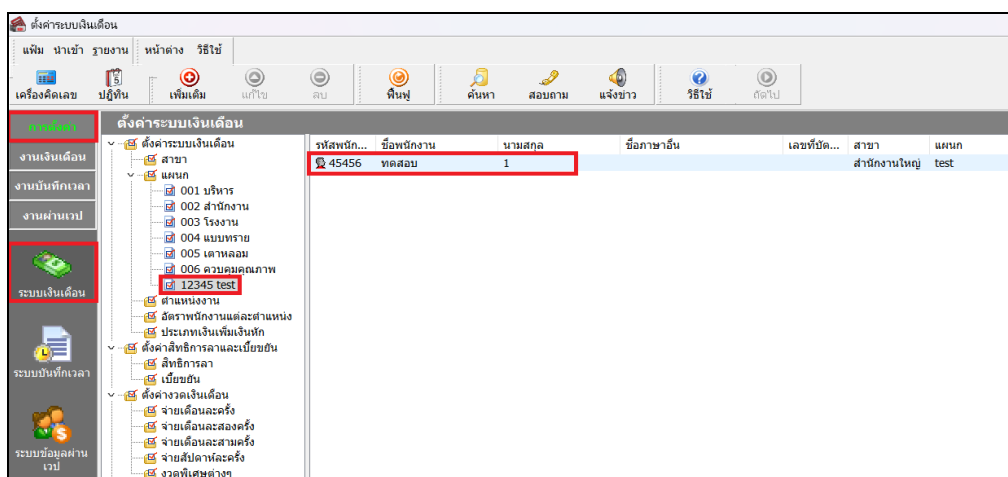 ตั้งค่าระบบเงินเดือน
แฟ้ม นำเข้า รายงาน หน้าต่าง วิธีใช้
เครื่องคิดเลข ปฏิทิน เพิ่มเติม แก้ไข ลบ ฟื้นฟู ค้นหา สอบถาม แจ้งข่าว วิธีใช้ ถัดไป
การตั้งค่า
งานเงินเดือน
งานบันทึกเวลา
งานผ่านเวป
ระบบเงินเดือน
ระบบบันทึกเวลา
ระบบข้อมูลผ่าน
เวป
ตั้งค่าระบบเงินเดือน
ตั้งค่าระบบเงินเดือน
สาขา
แผนก
001 บริหาร
002 สำนักงาน
003 โรงงาน
004 แบบทราย
005 เตาหลอม
006 ควบคุมคุณภาพ
12345 test
ตำแหน่งงาน
อัตราพนักงานแต่ละตำแหน่ง
ประเภทเงินเพิ่มเงินหัก
ตั้งค่าสิทธิการลาและเบี้ยขยัน
สิทธิการลา
เบี้ยขยัน
ตั้งค่างวดเงินเดือน
จ่ายเดือนละครั้ง
จ่ายเดือนละสองครั้ง
จ่ายเดือนละสามครั้ง
จ่ายสัปดาห์ละครั้ง
งวดพิเศษต่างๆ
รหัสพนัก... ชื่อพนักงาน นามสกุล ชื่อภาษาอื่น เลขที่บัต... สาขา แผนก
45456 ทดสอบ 1 สำนักงานใหญ่ test